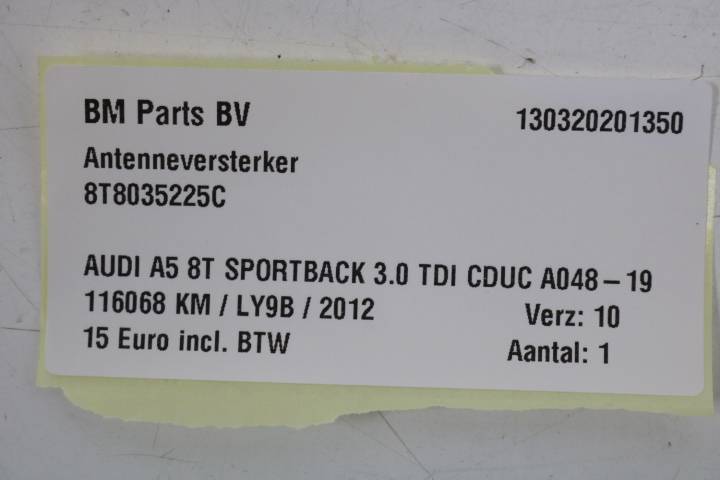 BM Parts BV 130320201350
Antenneversterker
8T8035225C
AUDI A5 8T SPORTBACK 3.0 TDI CDUC A048-19
116068 KM / LY9B / 2012 Verz: 10
15 Euro incl. BTW Aantal: 1